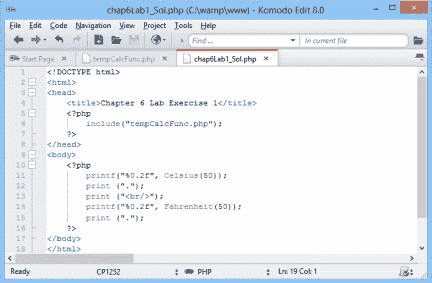 chap6Lab1_Sol.php (C:\wamp\www) - Komodo Edit 8.0
File Edit Code Navigation View Project Tools Help
Find ... in current file
Start Page tempCalcFunc.php chap6Lab1_Sol.php
1 <!DOCTYPE html>
2 <html>
3 <head>
4 <title>Chapter 6 Lab Exercise 1</title>
5 <?php
6 include("tempCalcFunc.php");
7 ?>
8 </head>
9 <body>
10 <?php
11 printf("%0.2f", Celsius(50));
12 print (".");
13 print ("<br/>");
14 printf("%0.2f", Fahrenheit(50));
15 print (".");
16 ?>
17 </body>
18 </html>
Ready CP1252 PHP Ln: 19 Col: 1